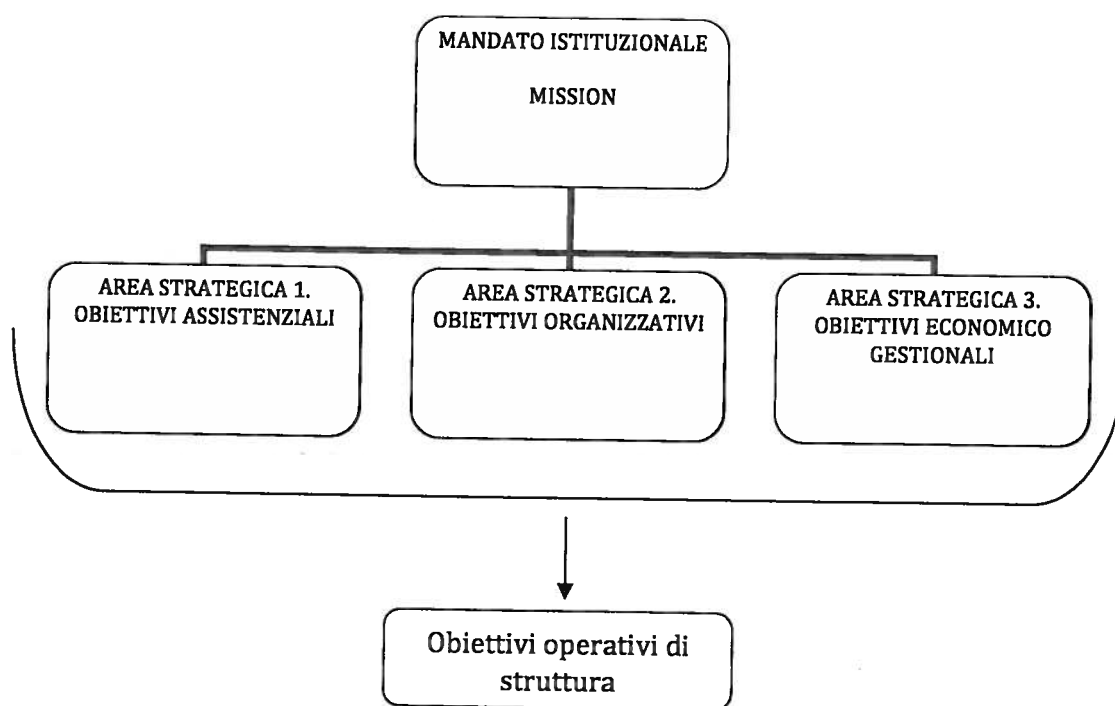 MANDATO ISTITUZIONALE
MISSION
AREA STRATEGICA 1.
OBIETTIVI ASSISTENZIALI
AREA STRATEGICA 2.
OBIETTIVI ORGANIZZATIVI
AREA STRATEGICA 3.
OBIETTIVI ECONOMICO
GESTIONALI
Obiettivi operativi di
struttura